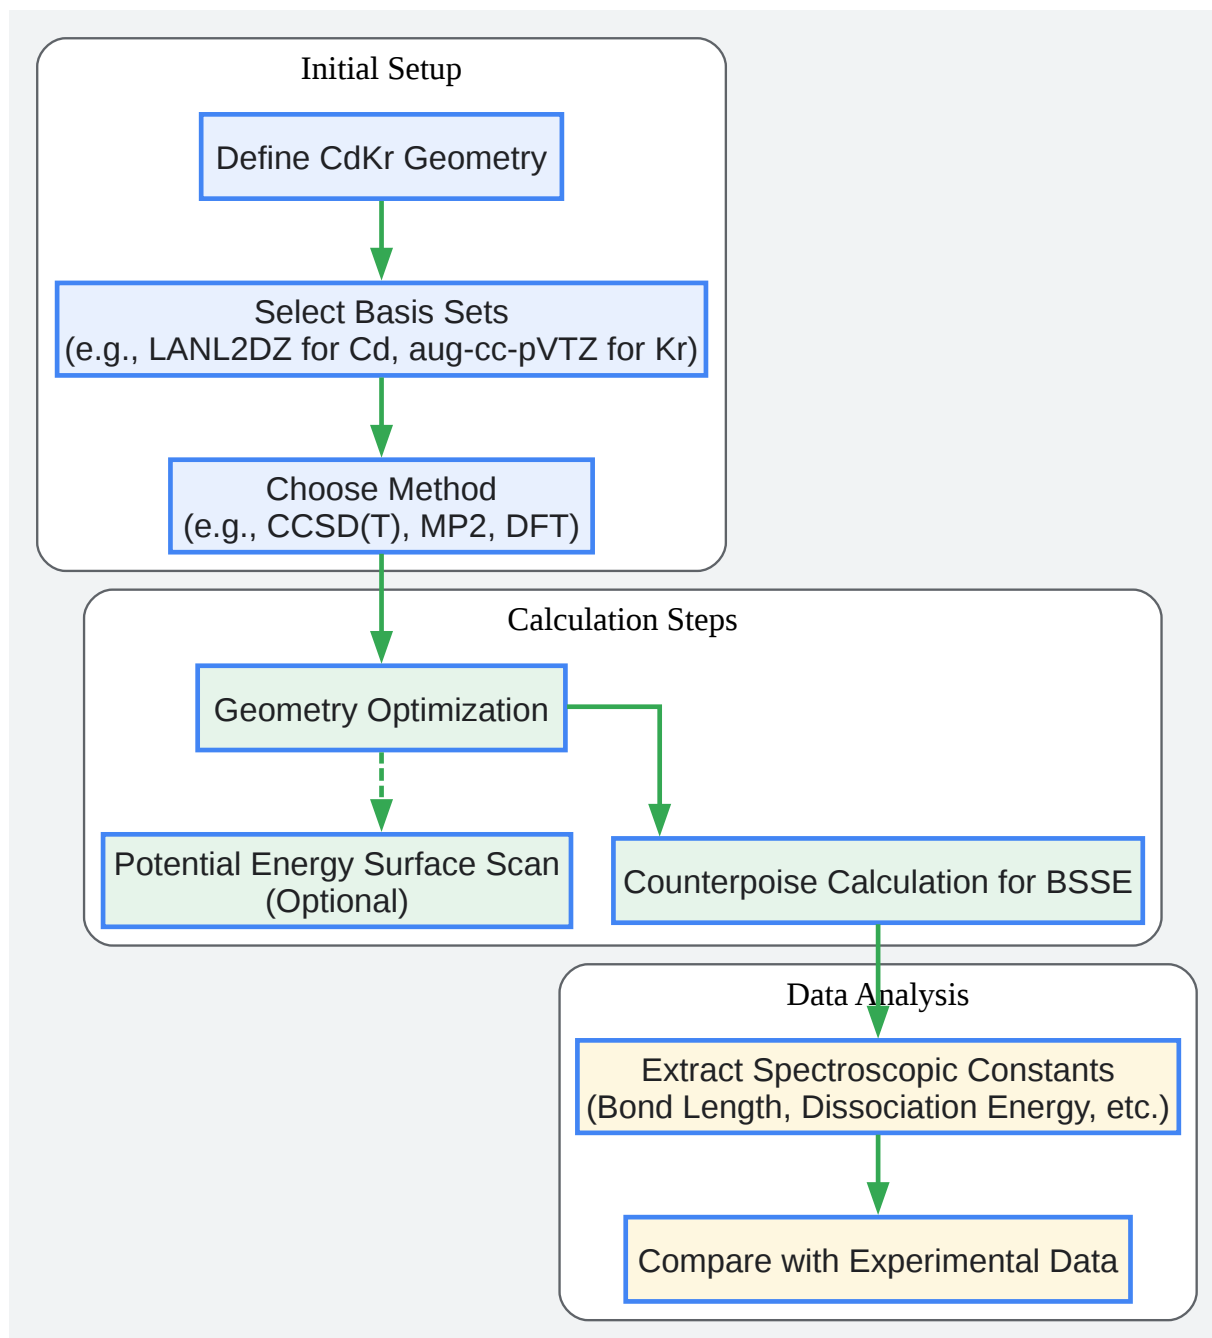 Initial Setup
Define CdKr Geometry
Select Basis Sets
(e.g., LANL2DZ for Cd, aug-cc-pVTZ for Kr)
Choose Method
(e.g., CCSD(T), MP2, DFT)
Calculation Steps
Geometry Optimization
Potential Energy Surface Scan
(Optional)
Counterpoise Calculation for BSSE
Data Analysis
Extract Spectroscopic Constants
(Bond Length, Dissociation Energy, etc.)
Compare with Experimental Data